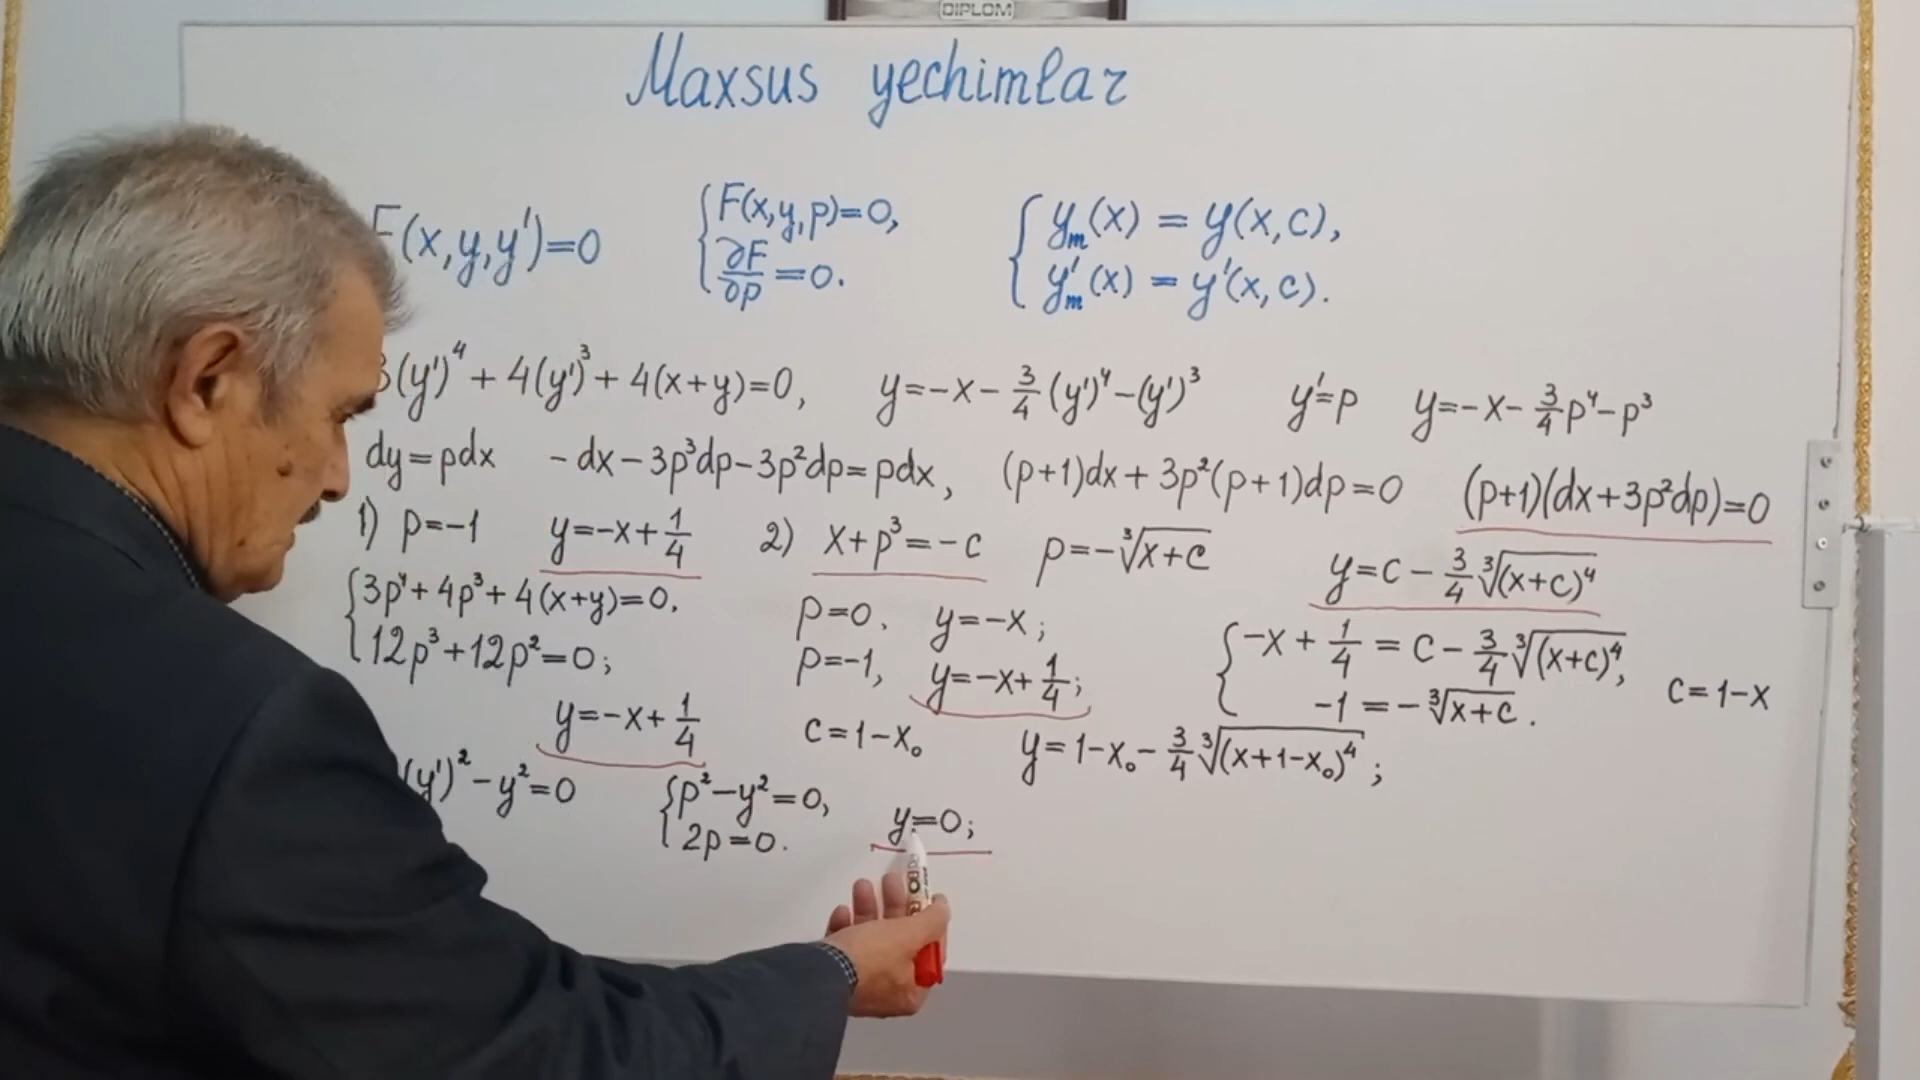 DIPLOM
Maxsus yechimlar
F(x,y,y')=0 {F(x,y,p)=0, ∂F/∂p=0. {yₘ(x) = y(x,c), y'ₘ(x) = y'(x,c).
3(y')⁴+4(y')³+4(x+y)=0, y=-x-3/4(y')⁴-(y')³ y'=p y=-x-3/4p⁴-p³
dy=pdx -dx-3p³dp-3p²dp=pdx, (p+1)dx+3p²(p+1)dp=0 (p+1)(dx+3p²dp)=0
1) p=-1 y=-x+1/4 2) x+p³=-c p=-∛(x+c) y=c-3/4∛((x+c)⁴)
{3p⁴+4p³+4(x+y)=0, 12p³+12p²=0; p=0, y=-x; p=-1, y=-x+1/4; {-x+1/4=c-3/4∛((x+c)⁴), -1=-∛(x+c). c=1-x
y=-x+1/4 c=1-x₀ y=1-x₀-3/4∛((x+1-x₀)⁴);
(y')²-y²=0 {p²-y²=0, 2p=0. y=0;